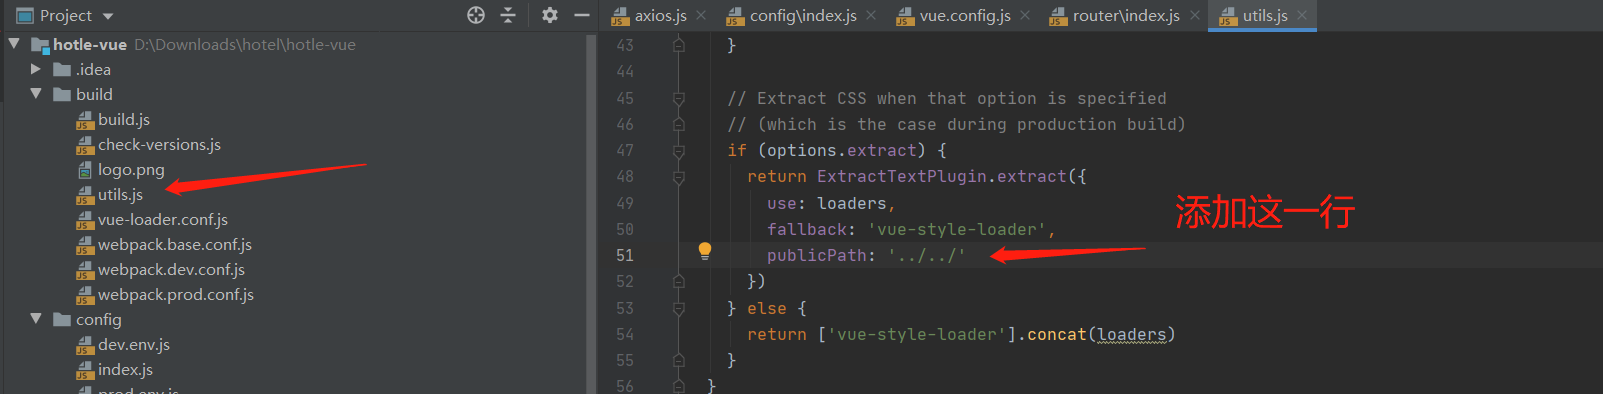 Project
hotle-vue D:\Downloads\hotel\hotle-vue
.idea
build
build.js
check-versions.js
logo.png
utils.js
vue-loader.conf.js
webpack.base.conf.js
webpack.dev.conf.js
webpack.prod.conf.js
config
dev.env.js
index.js
prod.env.js
axios.js config\index.js vue.config.js router\index.js utils.js
43 }
44
45 // Extract CSS when that option is specified
46 // (which is the case during production build)
47 if (options.extract) {
48 return ExtractTextPlugin.extract({
49 use: loaders,
50 fallback: 'vue-style-loader',
51 publicPath: '../../'
52 })
53 } else {
54 return ['vue-style-loader'].concat(loaders)
55 }
56 }
添加这一行